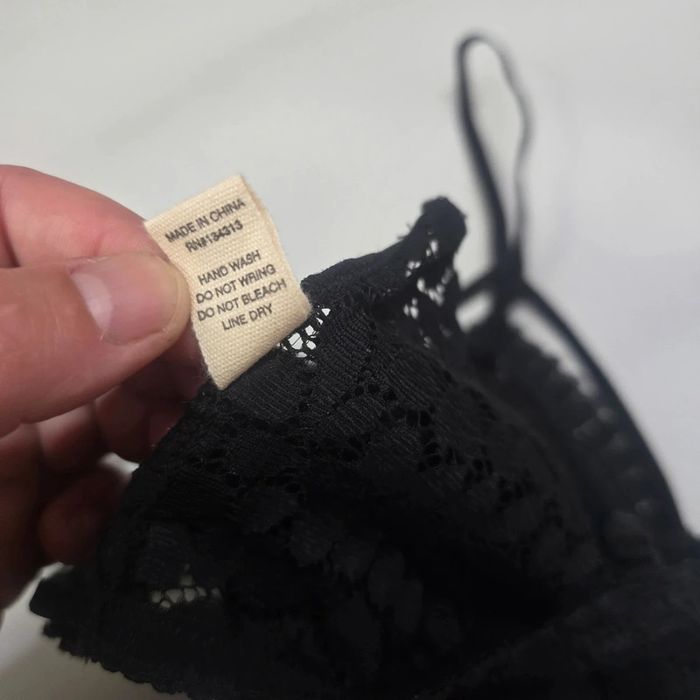 MADE IN CHINA
RN#134313
HAND WASH
DO NOT WRING
DO NOT BLEACH
LINE DRY